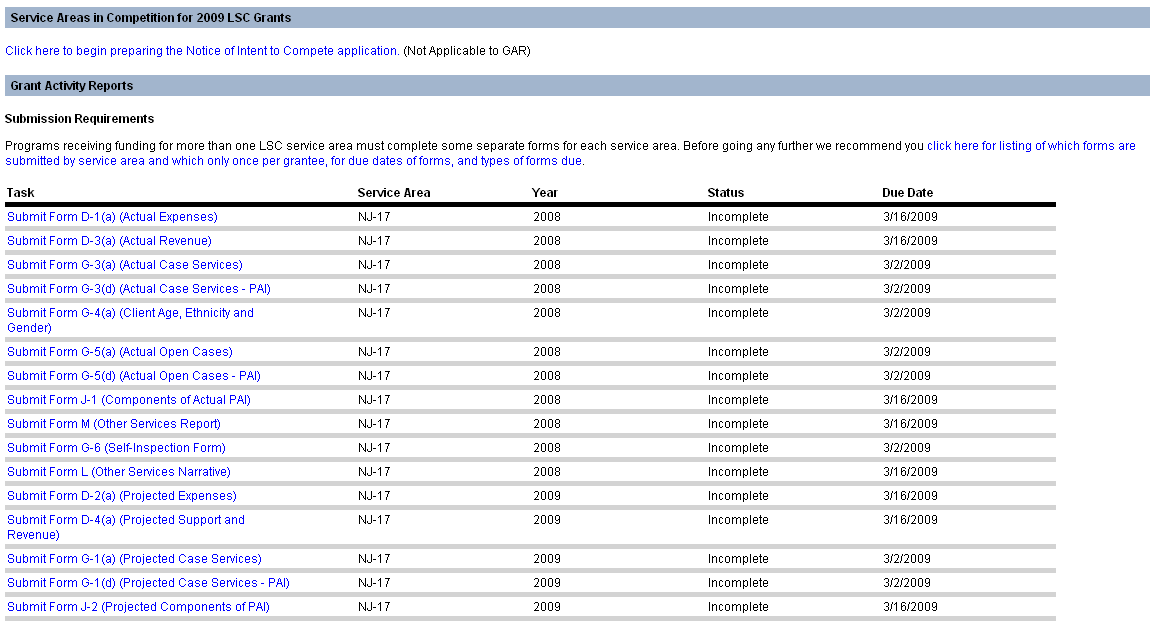 Service Areas in Competition for 2009 LSC Grants
Click here to begin preparing the Notice of Intent to Compete application. (Not Applicable to GAR)
Grant Activity Reports
Submission Requirements
Programs receiving funding for more than one LSC service area must complete some separate forms for each service area. Before going any further we recommend you click here for listing of which forms are
submitted by service area and which only once per grantee, for due dates of forms, and types of forms due.
Task Service Area Year Status Due Date
Submit Form D-1(a) (Actual Expenses) NJ-17 2008 Incomplete 3/16/2009
Submit Form D-3(a) (Actual Revenue) NJ-17 2008 Incomplete 3/16/2009
Submit Form G-3(a) (Actual Case Services) NJ-17 2008 Incomplete 3/2/2009
Submit Form G-3(d) (Actual Case Services - PAI) NJ-17 2008 Incomplete 3/2/2009
Submit Form G-4(a) (Client Age, Ethnicity and NJ-17 2008 Incomplete 3/2/2009
Gender)
Submit Form G-5(a) (Actual Open Cases) NJ-17 2008 Incomplete 3/2/2009
Submit Form G-5(d) (Actual Open Cases - PAI) NJ-17 2008 Incomplete 3/2/2009
Submit Form J-1 (Components of Actual PAI) NJ-17 2008 Incomplete 3/16/2009
Submit Form M (Other Services Report) NJ-17 2008 Incomplete 3/16/2009
Submit Form G-6 (Self-Inspection Form) NJ-17 2008 Incomplete 3/2/2009
Submit Form L (Other Services Narrative) NJ-17 2008 Incomplete 3/16/2009
Submit Form D-2(a) (Projected Expenses) NJ-17 2009 Incomplete 3/16/2009
Submit Form D-4(a) (Projected Support and NJ-17 2009 Incomplete 3/16/2009
Revenue)
Submit Form G-1(a) (Projected Case Services) NJ-17 2009 Incomplete 3/2/2009
Submit Form G-1(d) (Projected Case Services - PAI) NJ-17 2009 Incomplete 3/2/2009
Submit Form J-2 (Projected Components of PAI) NJ-17 2009 Incomplete 3/16/2009